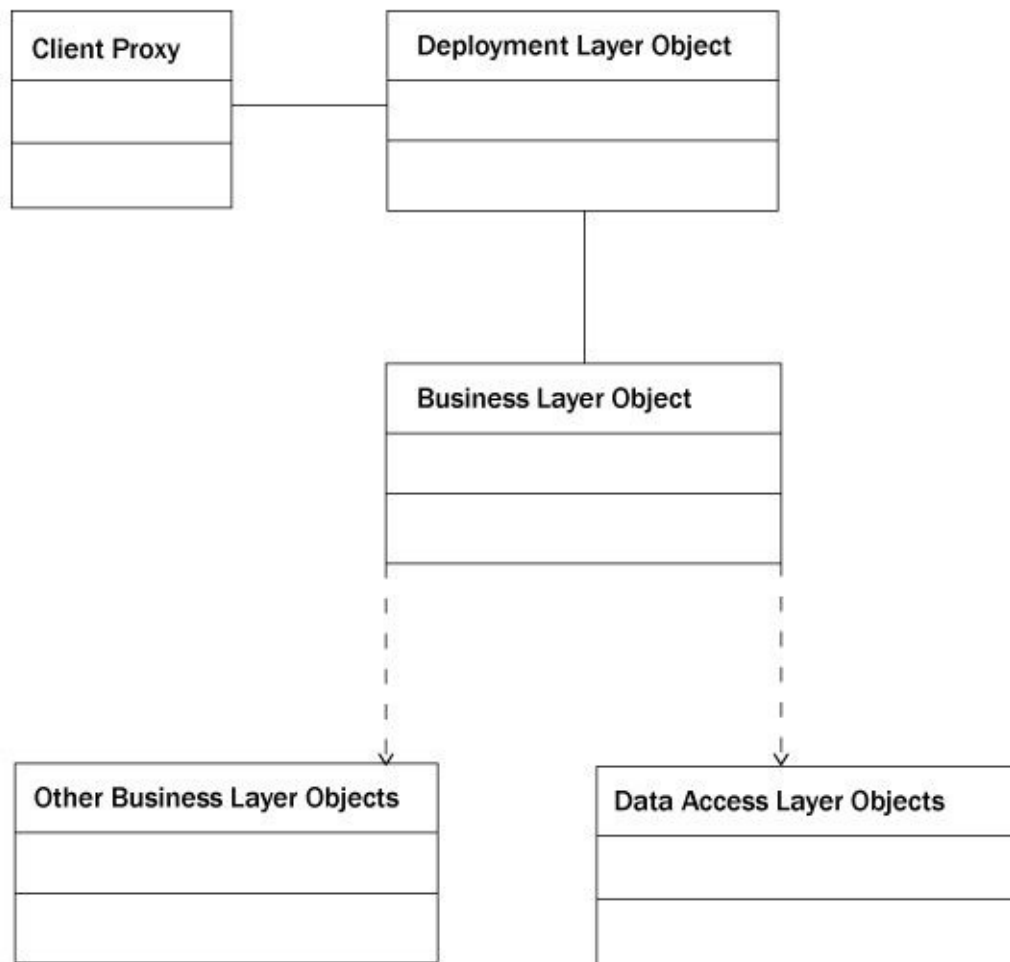 Client Proxy
Deployment Layer Object
Business Layer Object
Other Business Layer Objects
Data Access Layer Objects